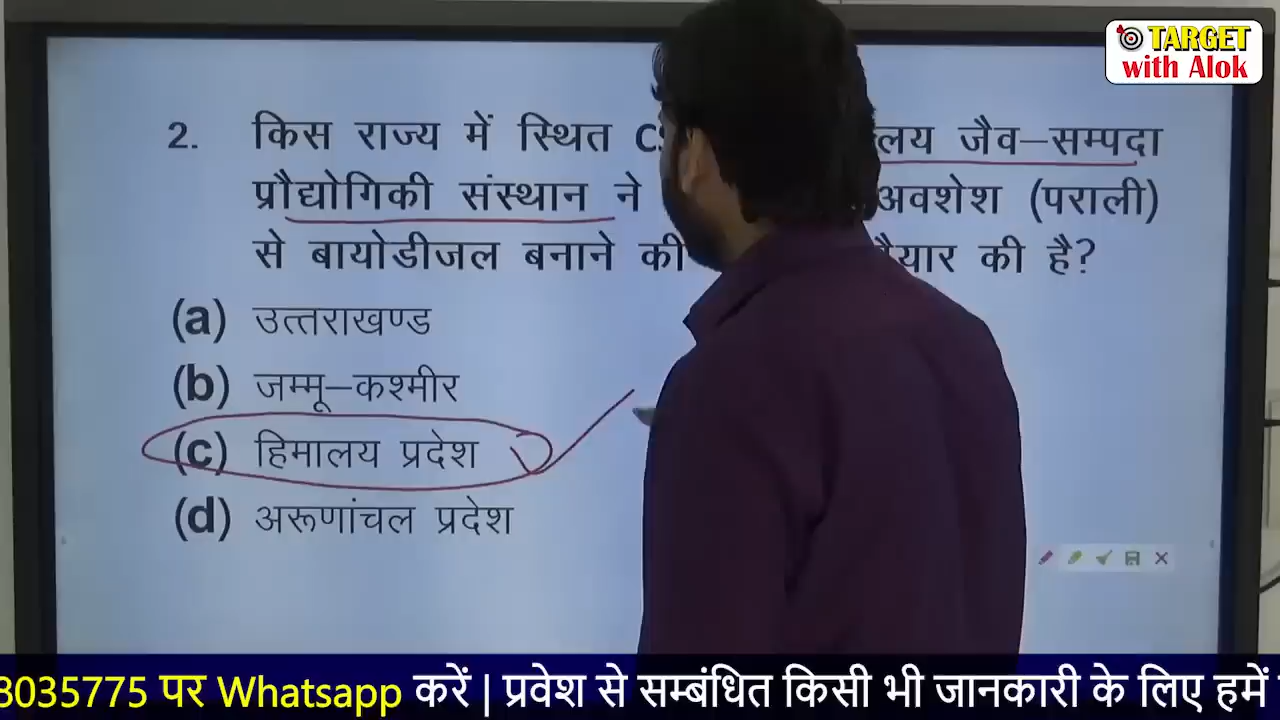 TARGET
with Alok
2. किस राज्य में स्थित लय जैव–सम्पदा
प्रौद्योगिकी संस्थान ने अवशेश (पराली)
से बायोडीजल बनाने की की है?
(a) उत्तराखण्ड
(b) जम्मू–कश्मीर
(c) हिमालय प्रदेश
(d) अरूणांचल प्रदेश
8035775 पर Whatsapp करें | प्रवेश से सम्बंधित किसी भी जानकारी के लिए हमें